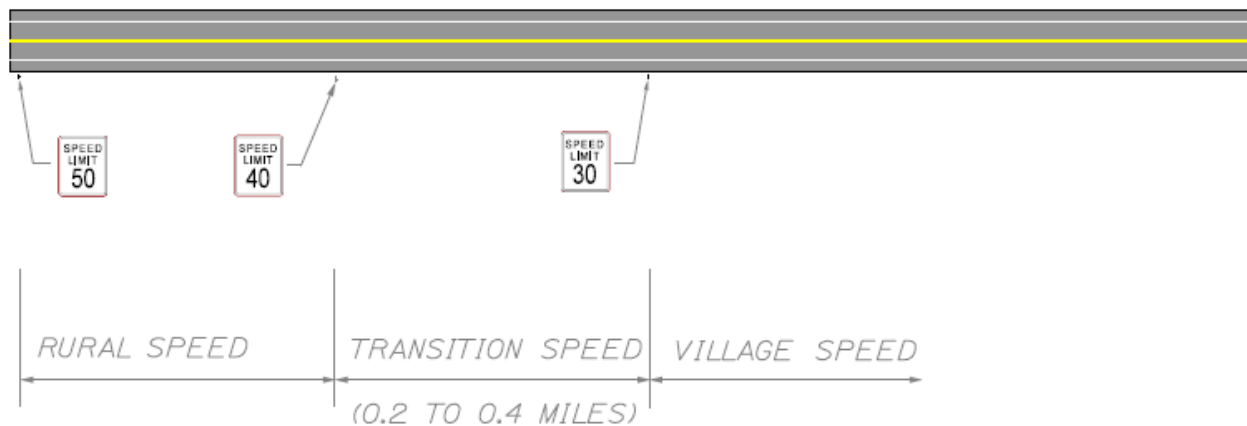 SPEED
LIMIT
50
SPEED
LIMIT
40
SPEED
LIMIT
30
RURAL SPEED
TRANSITION SPEED
VILLAGE SPEED
(0.2 TO 0.4 MILES)